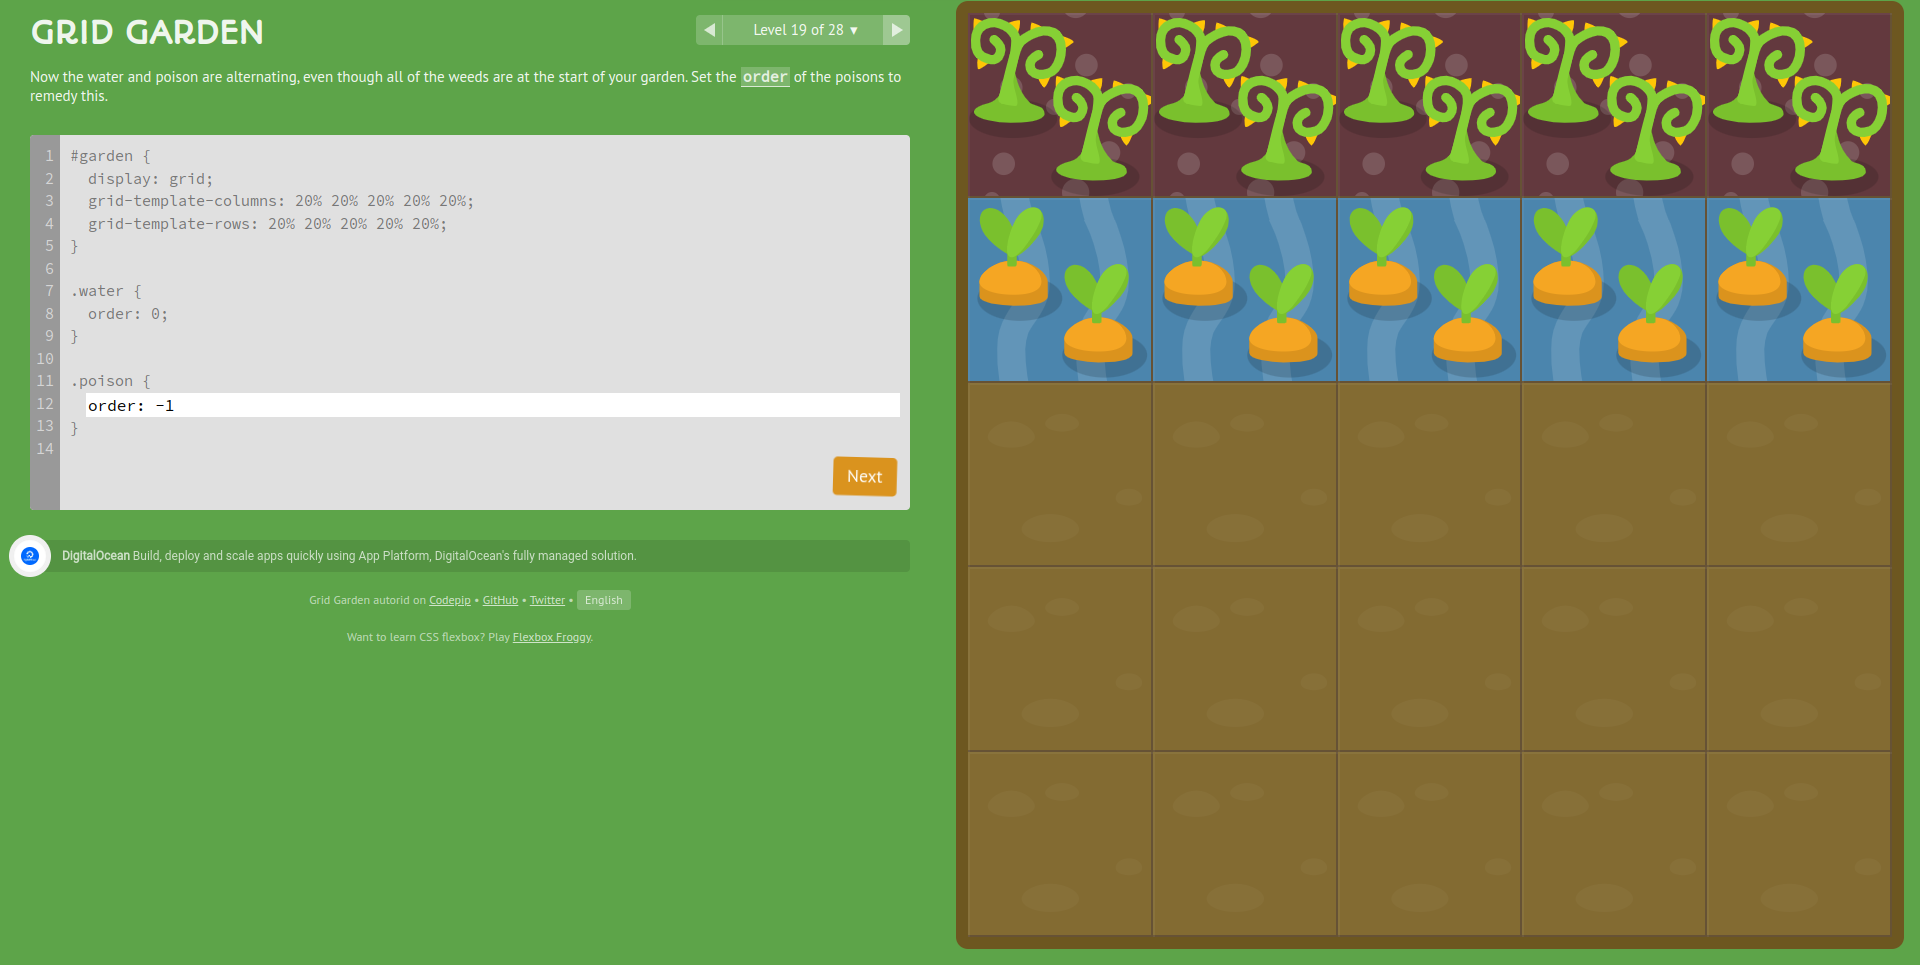 GRID GARDEN
◀ Level 19 of 28 ▾ ▶
Now the water and poison are alternating, even though all of the weeds are at the start of your garden. Set the order of the poisons to
remedy this.
1 #garden {
2 display: grid;
3 grid-template-columns: 20% 20% 20% 20% 20%;
4 grid-template-rows: 20% 20% 20% 20% 20%;
5 }
6
7 .water {
8 order: 0;
9 }
10
11 .poison {
12 order: -1
13 }
14
Next
DigitalOcean Build, deploy and scale apps quickly using App Platform, DigitalOcean's fully managed solution.
Grid Garden autorid on Codepip • GitHub • Twitter • English
Want to learn CSS flexbox? Play Flexbox Froggy.